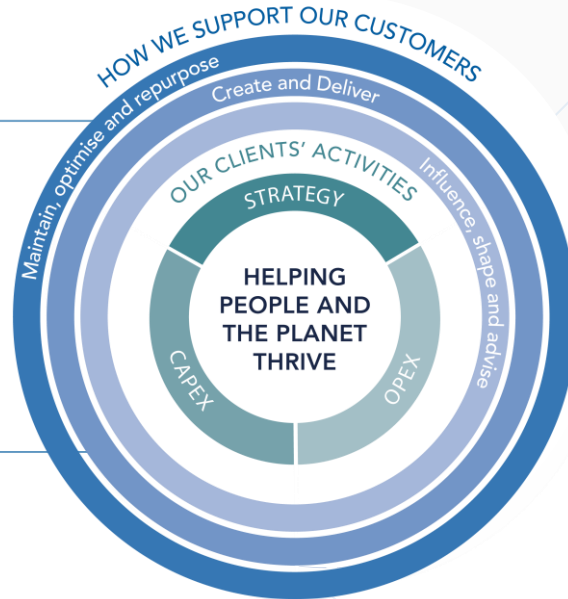 HOW WE SUPPORT OUR CUSTOMERS
Maintain, optimise and repurpose
Create and Deliver
Influence, shape and advise
OUR CLIENTS' ACTIVITIES
STRATEGY
CAPEX
OPEX
HELPING
PEOPLE AND
THE PLANET
THRIVE